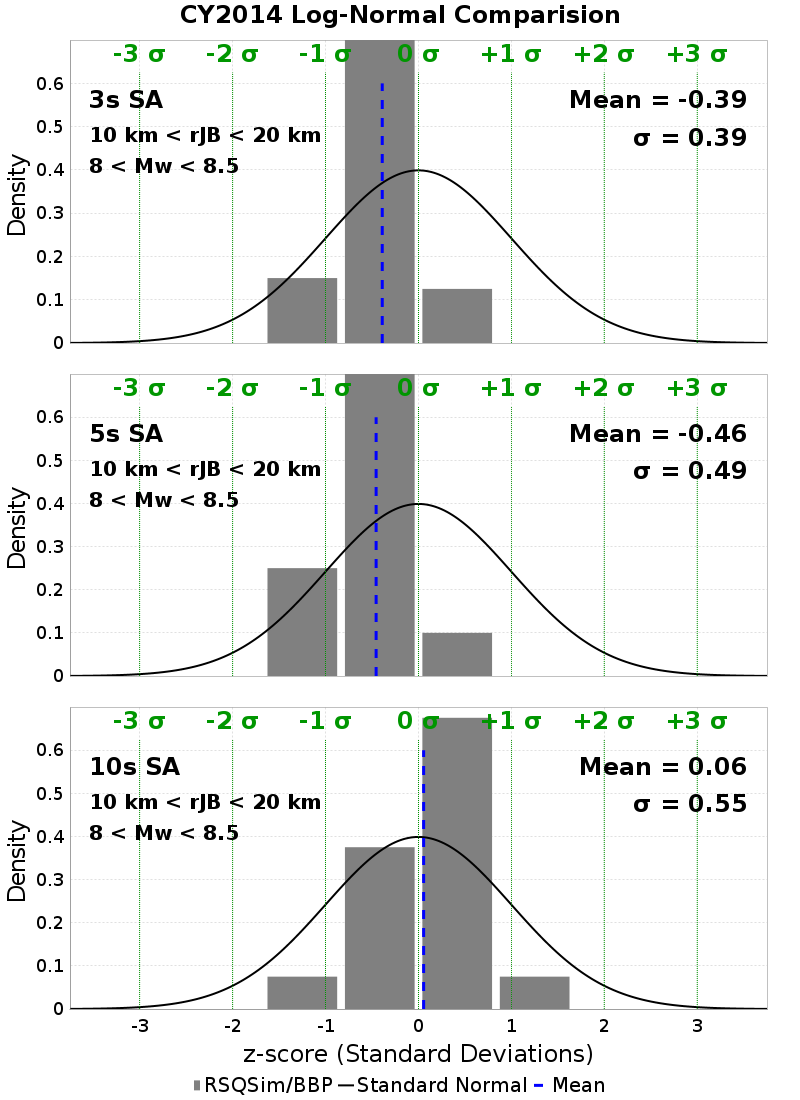 CY2014 Log-Normal Comparision
-3 σ -2 σ -1 σ 0 σ +1 σ +2 σ +3 σ
3s SA
10 km < rJB < 20 km
8 < Mw < 8.5
Mean = -0.39
σ = 0.39
Density
0.6
0.5
0.4
0.3
0.2
0.1
0
-3 σ -2 σ -1 σ 0 σ +1 σ +2 σ +3 σ
5s SA
10 km < rJB < 20 km
8 < Mw < 8.5
Mean = -0.46
σ = 0.49
Density
0.6
0.5
0.4
0.3
0.2
0.1
0
-3 σ -2 σ -1 σ 0 σ +1 σ +2 σ +3 σ
10s SA
10 km < rJB < 20 km
8 < Mw < 8.5
Mean = 0.06
σ = 0.55
Density
0.6
0.5
0.4
0.3
0.2
0.1
0
-3 -2 -1 0 1 2 3
z-score (Standard Deviations)
RSQSim/BBP Standard Normal Mean